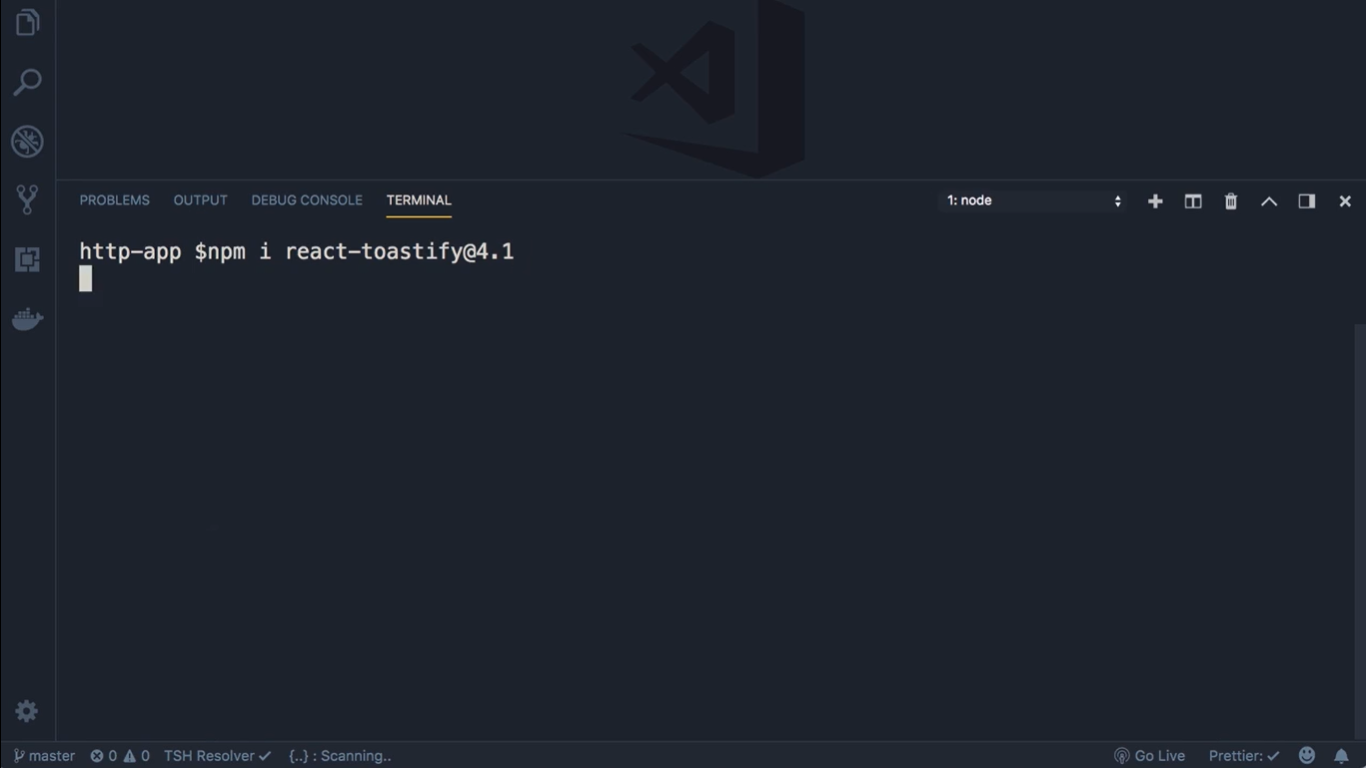 PROBLEMS OUTPUT DEBUG CONSOLE TERMINAL 1: node
http-app $npm i react-toastify@4.1
master 0 0 TSH Resolver {..} : Scanning.. Go Live Prettier: